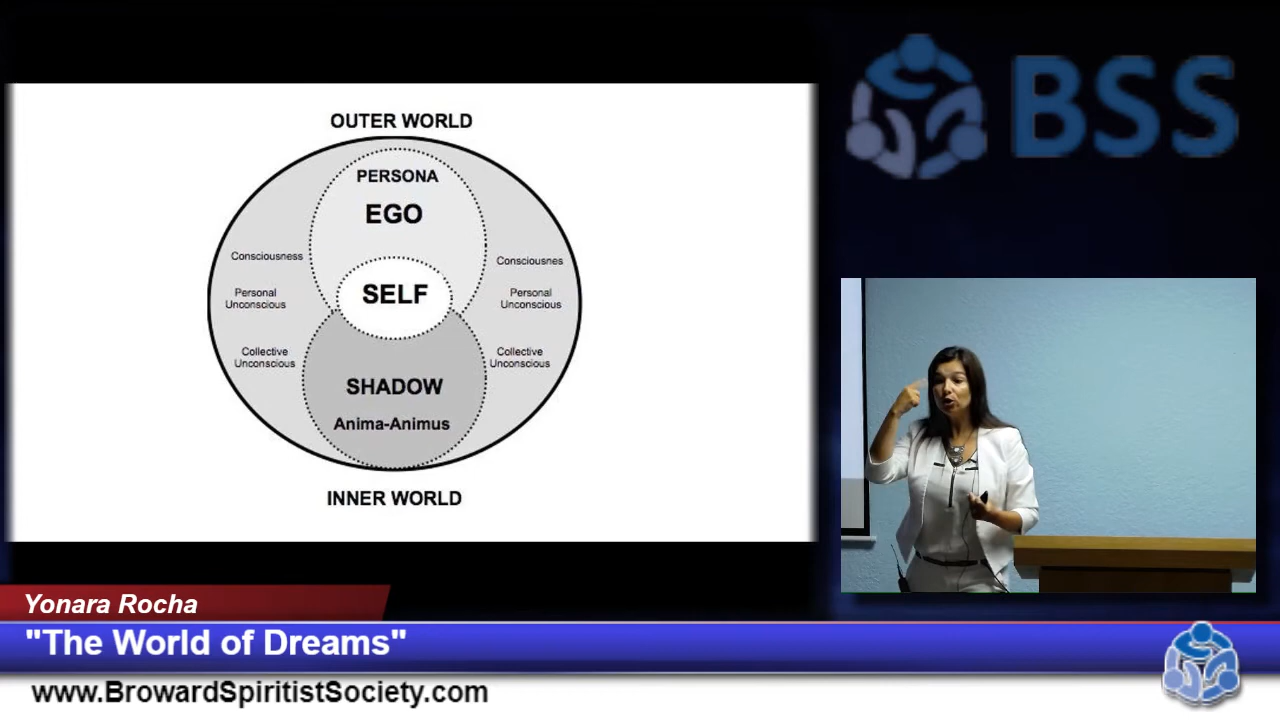 OUTER WORLD
PERSONA
EGO
Consciousness
Consciousnes
SELF
Personal
Unconscious
Personal
Unconscious
Collective
Unconscious
Collective
Unconscious
SHADOW
Anima-Animus
INNER WORLD
BSS
Yonara Rocha
"The World of Dreams"
www.BrowardSpiritistSociety.com